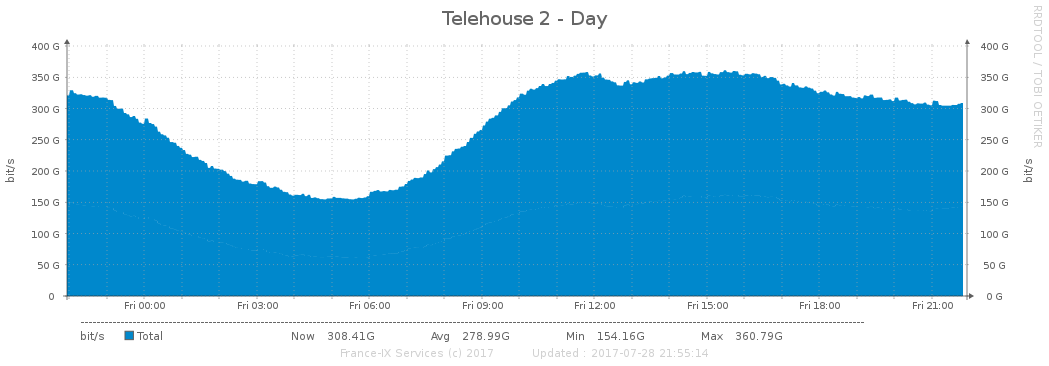 Telehouse 2 - Day
RRDTOOL / TOBI OETIKER
400 G 400 G
350 G 350 G
300 G 300 G
250 G 250 G
200 G 200 G
150 G 150 G
100 G 100 G
50 G 50 G
0 0 G
bit/s bit/s
Fri 00:00 Fri 03:00 Fri 06:00 Fri 09:00 Fri 12:00 Fri 15:00 Fri 18:00 Fri 21:00
bit/s Total Now 308.41G Avg 278.99G Min 154.16G Max 360.79G
France-IX Services (c) 2017 Updated : 2017-07-28 21:55:14